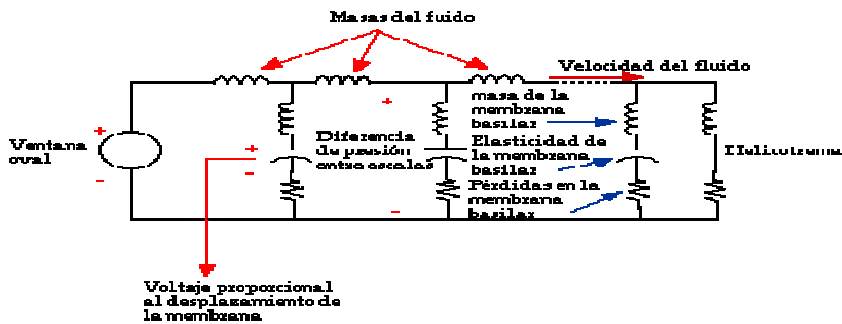 Masas del fuido
Velocidad del fluido
+
masa de la
membrana
basilar
Ventana
oval
+
-
Diferencia
de presión
entre escalas
Elasticidad de
la membrana
basilar
Helicotrema
+
-
Pérdidas en la
membrana
basilar
-
Voltaje proporcional
al desplazamiento de
la membrana